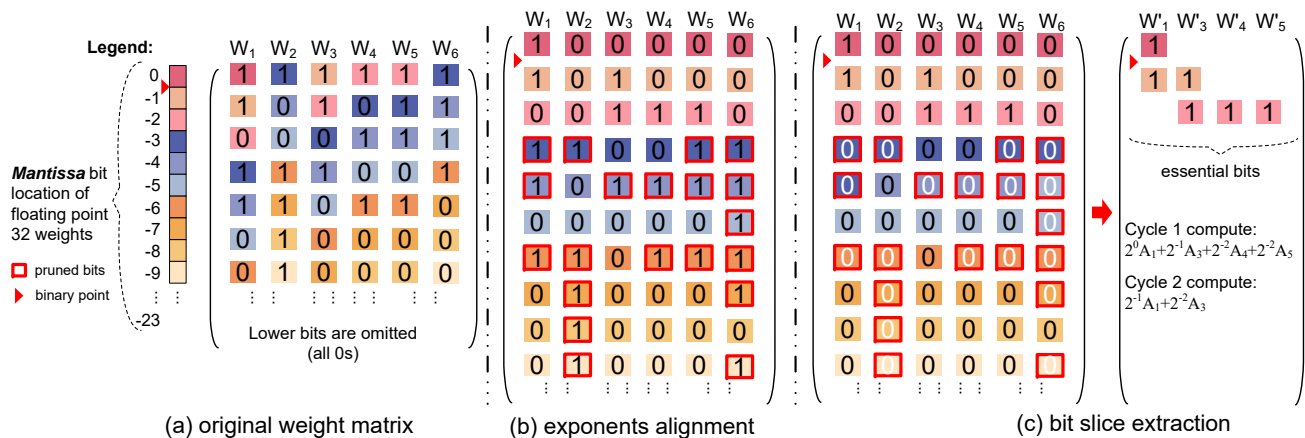 Legend:
0
-1
-2
-3
-4
-5
-6
-7
-8
-9
-23
Mantissa bit
location of
floating point
32 weights
pruned bits
binary point
W1 W2 W3 W4 W5 W6
1 1 1 1 1 1
1 0 1 0 1 1
0 0 0 1 1 1
1 1 1 0 0 1
1 1 0 1 1 0
0 1 0 0 0 0
0 1 0 0 0 0
Lower bits are omitted
(all 0s)
(a) original weight matrix
W1 W2 W3 W4 W5 W6
1 0 0 0 0 0
1 0 1 0 0 0
0 0 1 1 1 0
1 1 0 0 1 1
1 0 1 1 1 1
0 0 0 0 0 1
1 1 0 1 1 1
0 1 0 0 0 1
0 1 0 0 0 0
0 1 0 0 0 1
(b) exponents alignment
W1 W2 W3 W4 W5 W6
1 0 0 0 0 0
1 0 1 0 0 0
0 0 1 1 1 0
0 0 0 0 0 0
0 0 0 0 0 0
0 0 0 0 0 0
0 0 0 0 0 0
0 0 0 0 0 0
0 0 0 0 0 0
0 0 0 0 0 0
W'1 W'3 W'4 W'5
1
1 1
1 1 1
essential bits
Cycle 1 compute:
2^0A1+2^-1A3+2^-2A4+2^-2A5
Cycle 2 compute:
2^-1A1+2^-2A3
(c) bit slice extraction